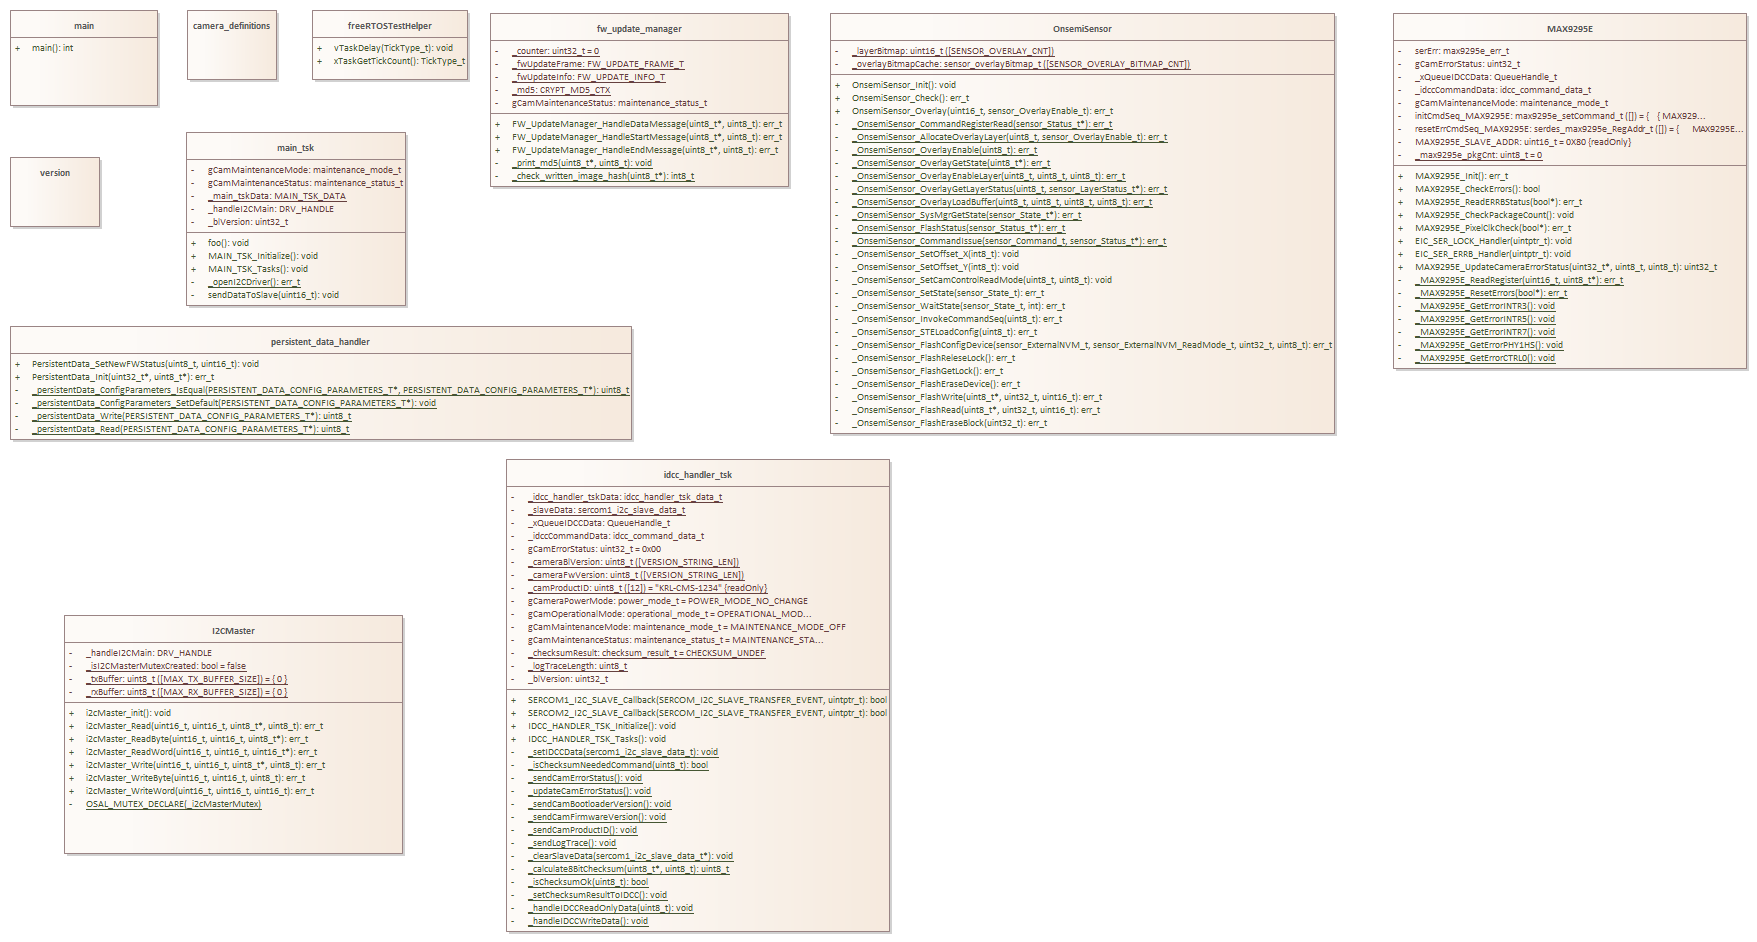 main
+ main(): int
camera_definitions
freeRTOSTestHelper
+ vTaskDelay(TickType_t): void
+ xTaskGetTickCount(): TickType_t
fw_update_manager
- _counter: uint32_t = 0
- _fwUpdateFrame: FW_UPDATE_FRAME_T
- _fwUpdateInfo: FW_UPDATE_INFO_T
- _md5: CRYPT_MD5_CTX
- gCamMaintenanceStatus: maintenance_status_t
+ FW_UpdateManager_HandleDataMessage(uint8_t*, uint8_t): err_t
+ FW_UpdateManager_HandleStartMessage(uint8_t*, uint8_t): err_t
+ FW_UpdateManager_HandleEndMessage(uint8_t*, uint8_t): err_t
- _print_md5(uint8_t*, uint8_t): void
- _check_written_image_hash(uint8_t*): int8_t
OnsemiSensor
- _layerBitmap: uint16_t ([SENSOR_OVERLAY_CNT])
- _overlayBitmapCache: sensor_overlayBitmap_t ([SENSOR_OVERLAY_BITMAP_CNT])
+ OnsemiSensor_Init(): void
+ OnsemiSensor_Check(): err_t
+ OnsemiSensor_Overlay(uint16_t, sensor_OverlayEnable_t): err_t
- _OnsemiSensor_CommandRegisterRead(sensor_Status_t*): err_t
- _OnsemiSensor_AllocateOverlayLayer(uint8_t, sensor_OverlayEnable_t): err_t
- _OnsemiSensor_OverlayEnable(uint8_t): err_t
- _OnsemiSensor_OverlayGetState(uint8_t*): err_t
- _OnsemiSensor_OverlayEnableLayer(uint8_t, uint8_t, uint8_t): err_t
- _OnsemiSensor_OverlayGetLayerStatus(uint8_t, sensor_LayerStatus_t*): err_t
- _OnsemiSensor_OverlayLoadBuffer(uint8_t, uint8_t, uint8_t, uint8_t): err_t
- _OnsemiSensor_SysMgrGetState(sensor_State_t*): err_t
- _OnsemiSensor_FlashStatus(sensor_Status_t*): err_t
- _OnsemiSensor_CommandIssue(sensor_Command_t, sensor_Status_t*): err_t
- _OnsemiSensor_SetOffset_X(int8_t): void
- _OnsemiSensor_SetOffset_Y(int8_t): void
- _OnsemiSensor_SetCamControlReadMode(uint8_t, uint8_t): void
- _OnsemiSensor_SetState(sensor_State_t): err_t
- _OnsemiSensor_WaitState(sensor_State_t, int): err_t
- _OnsemiSensor_InvokeCommandSeq(uint8_t): err_t
- _OnsemiSensor_STELoadConfig(uint8_t): err_t
- _OnsemiSensor_FlashConfigDevice(sensor_ExternalNVM_t, sensor_ExternalNVM_ReadMode_t, uint32_t, uint8_t): err_t
- _OnsemiSensor_FlashReleseLock(): err_t
- _OnsemiSensor_FlashGetLock(): err_t
- _OnsemiSensor_FlashEraseDevice(): err_t
- _OnsemiSensor_FlashWrite(uint8_t*, uint32_t, uint16_t): err_t
- _OnsemiSensor_FlashRead(uint8_t*, uint32_t, uint16_t): err_t
- _OnsemiSensor_FlashEraseBlock(uint32_t): err_t
MAX9295E
- serErr: max9295e_err_t
- gCamErrorStatus: uint32_t
- _xQueueIDCCData: QueueHandle_t
- _idccCommandData: idcc_command_data_t
- gCamMaintenanceMode: maintenance_mode_t
- initCmdSeq_MAX9295E: max9295e_setCommand_t ([]) = { { MAX929...
- resetErrCmdSeq_MAX9295E: serdes_max9295e_RegAddr_t ([]) = { MAX9295E...
- MAX9295E_SLAVE_ADDR: uint16_t = 0X80 {readOnly}
- _max9295e_pkgCnt: uint8_t = 0
+ MAX9295E_Init(): err_t
+ MAX9295E_CheckErrors(): bool
+ MAX9295E_ReadERRBStatus(bool*): err_t
+ MAX9295E_CheckPackageCount(): void
+ MAX9295E_PixelClkCheck(bool*): err_t
+ EIC_SER_LOCK_Handler(uintptr_t): void
+ EIC_SER_ERRB_Handler(uintptr_t): void
+ MAX9295E_UpdateCameraErrorStatus(uint32_t*, uint8_t, uint8_t): uint32_t
- _MAX9295E_ReadRegister(uint16_t, uint8_t*): err_t
- _MAX9295E_ResetErrors(bool*): err_t
- _MAX9295E_GetErrorINTR3(): void
- _MAX9295E_GetErrorINTR5(): void
- _MAX9295E_GetErrorINTR7(): void
- _MAX9295E_GetErrorPHY1HS(): void
- _MAX9295E_GetErrorCTRL0(): void
version
main_tsk
- gCamMaintenanceMode: maintenance_mode_t
- gCamMaintenanceStatus: maintenance_status_t
- _main_tskData: MAIN_TSK_DATA
- _handleI2CMain: DRV_HANDLE
- _blVersion: uint32_t
+ foo(): void
+ MAIN_TSK_Initialize(): void
+ MAIN_TSK_Tasks(): void
- _openI2CDriver(): err_t
- sendDataToSlave(uint16_t): void
persistent_data_handler
+ PersistentData_SetNewFWStatus(uint8_t, uint16_t): void
+ PersistentData_Init(uint32_t*, uint8_t*): err_t
- _persistentData_ConfigParameters_IsEqual(PERSISTENT_DATA_CONFIG_PARAMETERS_T*, PERSISTENT_DATA_CONFIG_PARAMETERS_T*): uint8_t
- _persistentData_ConfigParameters_SetDefault(PERSISTENT_DATA_CONFIG_PARAMETERS_T*): void
- _persistentData_Write(PERSISTENT_DATA_CONFIG_PARAMETERS_T*): uint8_t
- _persistentData_Read(PERSISTENT_DATA_CONFIG_PARAMETERS_T*): uint8_t
idcc_handler_tsk
- _idcc_handler_tskData: idcc_handler_tsk_data_t
- _slaveData: sercom1_i2c_slave_data_t
- _xQueueIDCCData: QueueHandle_t
- _idccCommandData: idcc_command_data_t
- gCamErrorStatus: uint32_t = 0x00
- _cameraBlVersion: uint8_t ([VERSION_STRING_LEN])
- _cameraFwVersion: uint8_t ([VERSION_STRING_LEN])
- _camProductID: uint8_t ([12]) = "KRL-CMS-1234" {readOnly}
- gCameraPowerMode: power_mode_t = POWER_MODE_NO_CHANGE
- gCamOperationalMode: operational_mode_t = OPERATIONAL_MOD...
- gCamMaintenanceMode: maintenance_mode_t = MAINTENANCE_MODE_OFF
- gCamMaintenanceStatus: maintenance_status_t = MAINTENANCE_STA...
- _checksumResult: checksum_result_t = CHECKSUM_UNDEF
- _logTraceLength: uint8_t
- _blVersion: uint32_t
+ SERCOM1_I2C_SLAVE_Callback(SERCOM_I2C_SLAVE_TRANSFER_EVENT, uintptr_t): bool
+ SERCOM2_I2C_SLAVE_Callback(SERCOM_I2C_SLAVE_TRANSFER_EVENT, uintptr_t): bool
+ IDCC_HANDLER_TSK_Initialize(): void
+ IDCC_HANDLER_TSK_Tasks(): void
- _setIDCCData(sercom1_i2c_slave_data_t): void
- _isChecksumNeededCommand(uint8_t): bool
- _sendCamErrorStatus(): void
- _updateCamErrorStatus(): void
- _sendCamBootloaderVersion(): void
- _sendCamFirmwareVersion(): void
- _sendCamProductID(): void
- _sendLogTrace(): void
- _clearSlaveData(sercom1_i2c_slave_data_t*): void
- _calculate8BitChecksum(uint8_t*, uint8_t): uint8_t
- _isChecksumOk(uint8_t): bool
- _setChecksumResultToIDCC(): void
- _handleIDCCReadOnlyData(uint8_t): void
- _handleIDCCWriteData(): void
I2CMaster
- _handleI2CMain: DRV_HANDLE
- _isI2CMasterMutexCreated: bool = false
- _txBuffer: uint8_t ([MAX_TX_BUFFER_SIZE]) = { 0 }
- _rxBuffer: uint8_t ([MAX_RX_BUFFER_SIZE]) = { 0 }
+ i2cMaster_init(): void
+ i2cMaster_Read(uint16_t, uint16_t, uint8_t*, uint8_t): err_t
+ i2cMaster_ReadByte(uint16_t, uint16_t, uint8_t*): err_t
+ i2cMaster_ReadWord(uint16_t, uint16_t, uint16_t*): err_t
+ i2cMaster_Write(uint16_t, uint16_t, uint8_t*, uint8_t): err_t
+ i2cMaster_WriteByte(uint16_t, uint16_t, uint8_t): err_t
+ i2cMaster_WriteWord(uint16_t, uint16_t, uint16_t): err_t
- OSAL_MUTEX_DECLARE(_i2cMasterMutex)